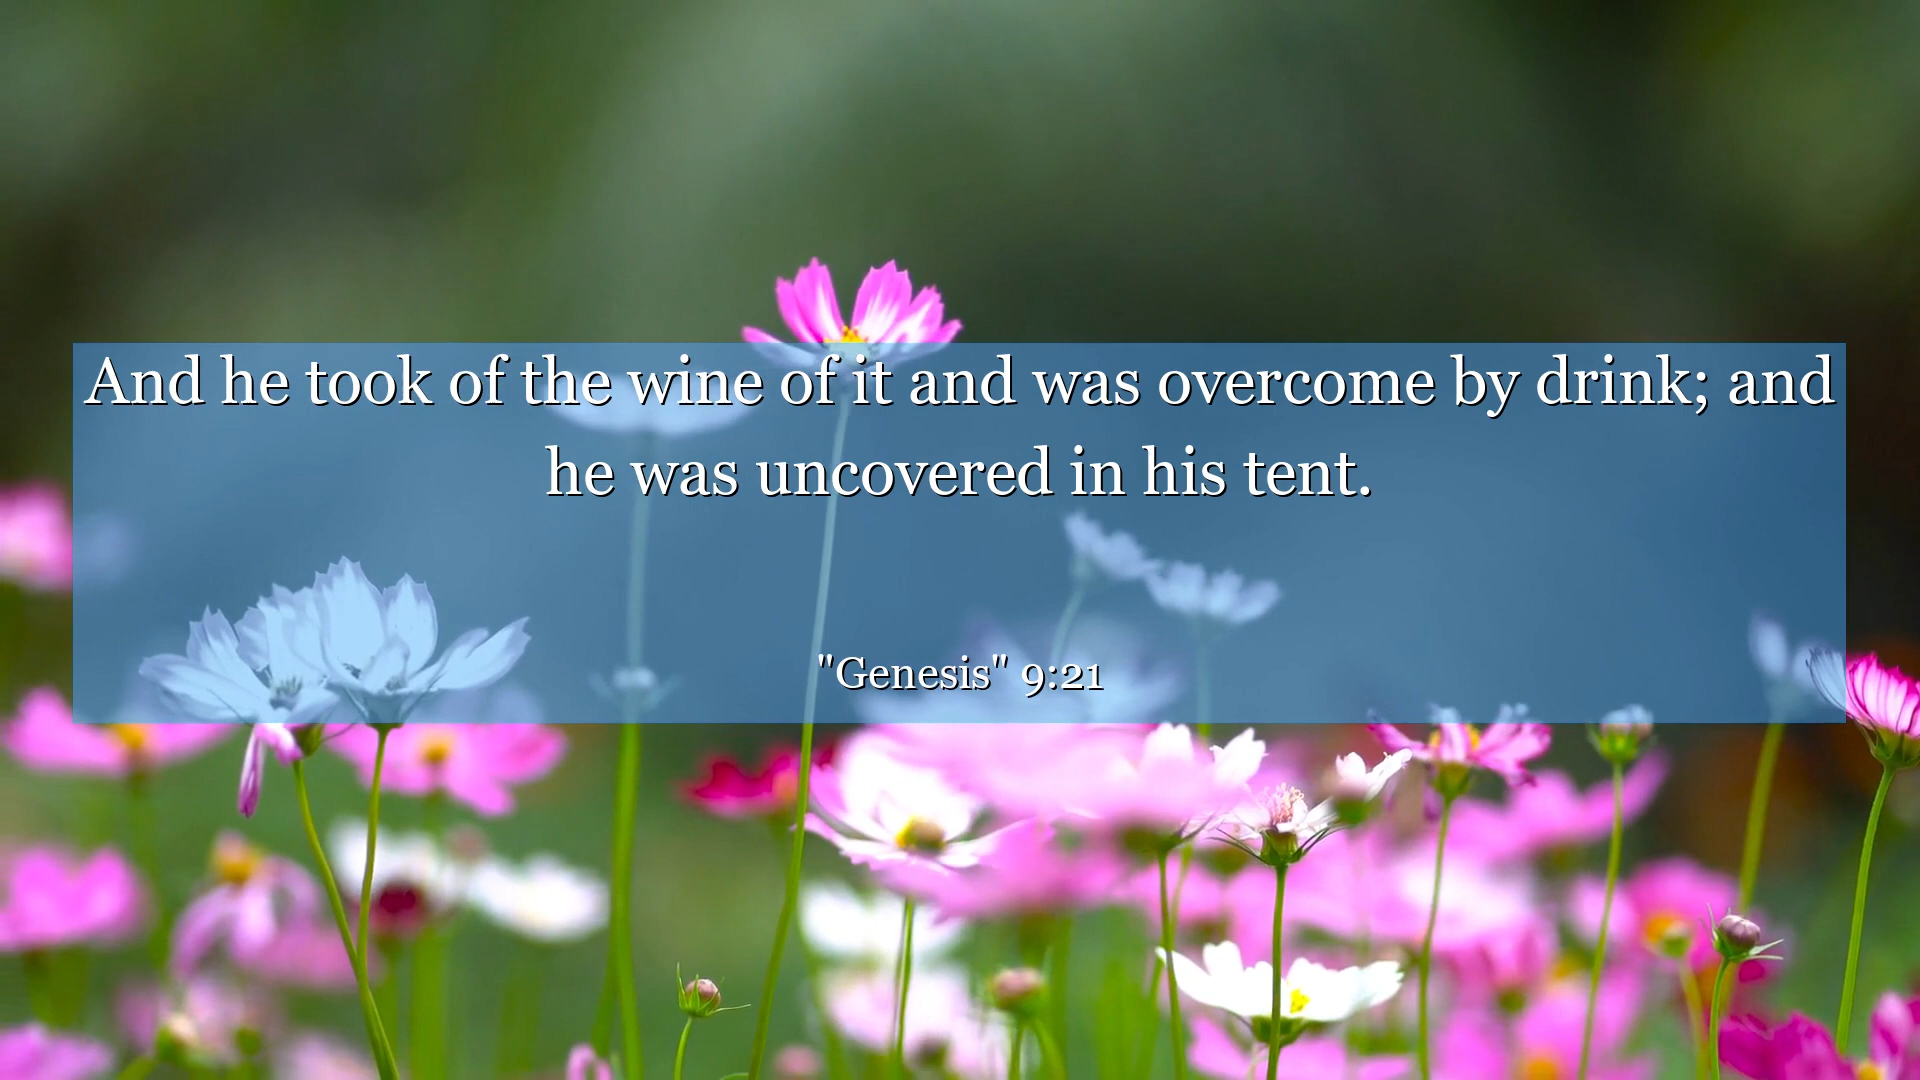 And he took of the wine of it and was overcome by drink; and
he was uncovered in his tent.
"Genesis" 9:21